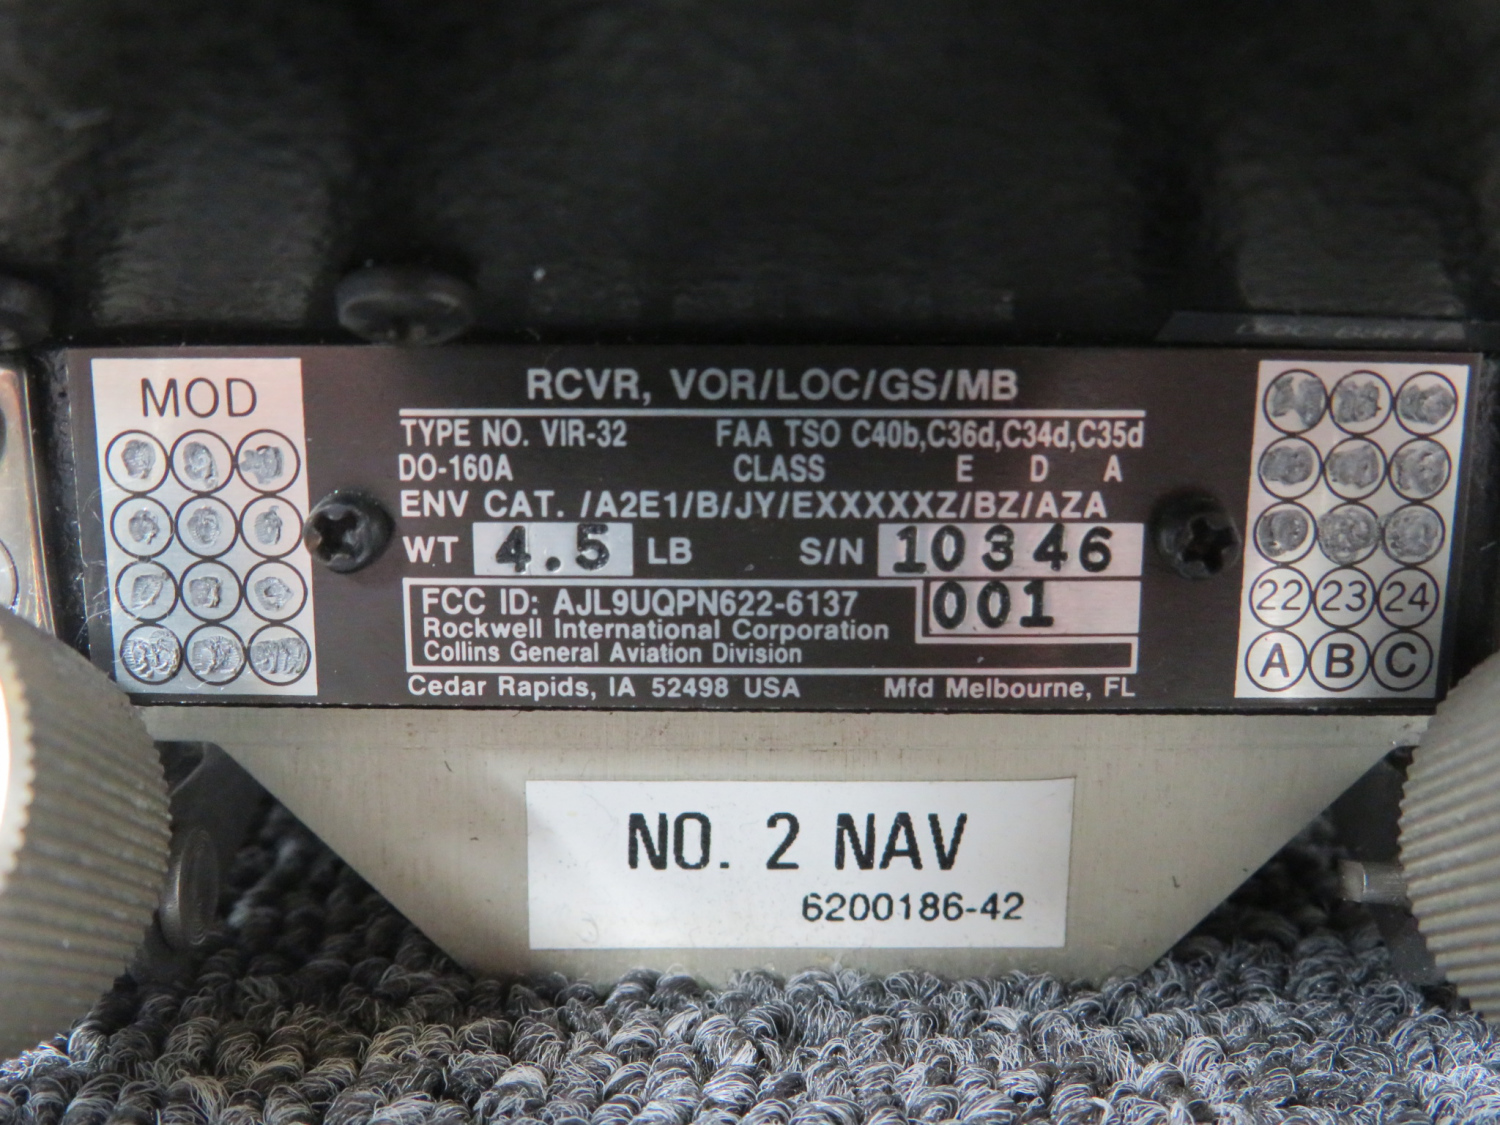 MOD
RCVR, VOR/LOC/GS/MB
TYPE NO. VIR-32 FAA TSO C40b,C36d,C34d,C35d
DO-160A CLASS E D A
ENV CAT. /A2E1/B/JY/EXXXXXZ/BZ/AZA
WT 4.5 LB S/N 10346
001
FCC ID: AJL9UQPN622-6137
Rockwell International Corporation
Collins General Aviation Division
Cedar Rapids, IA 52498 USA Mfd Melbourne, FL
22 23 24
A B C
NO. 2 NAV
6200186-42